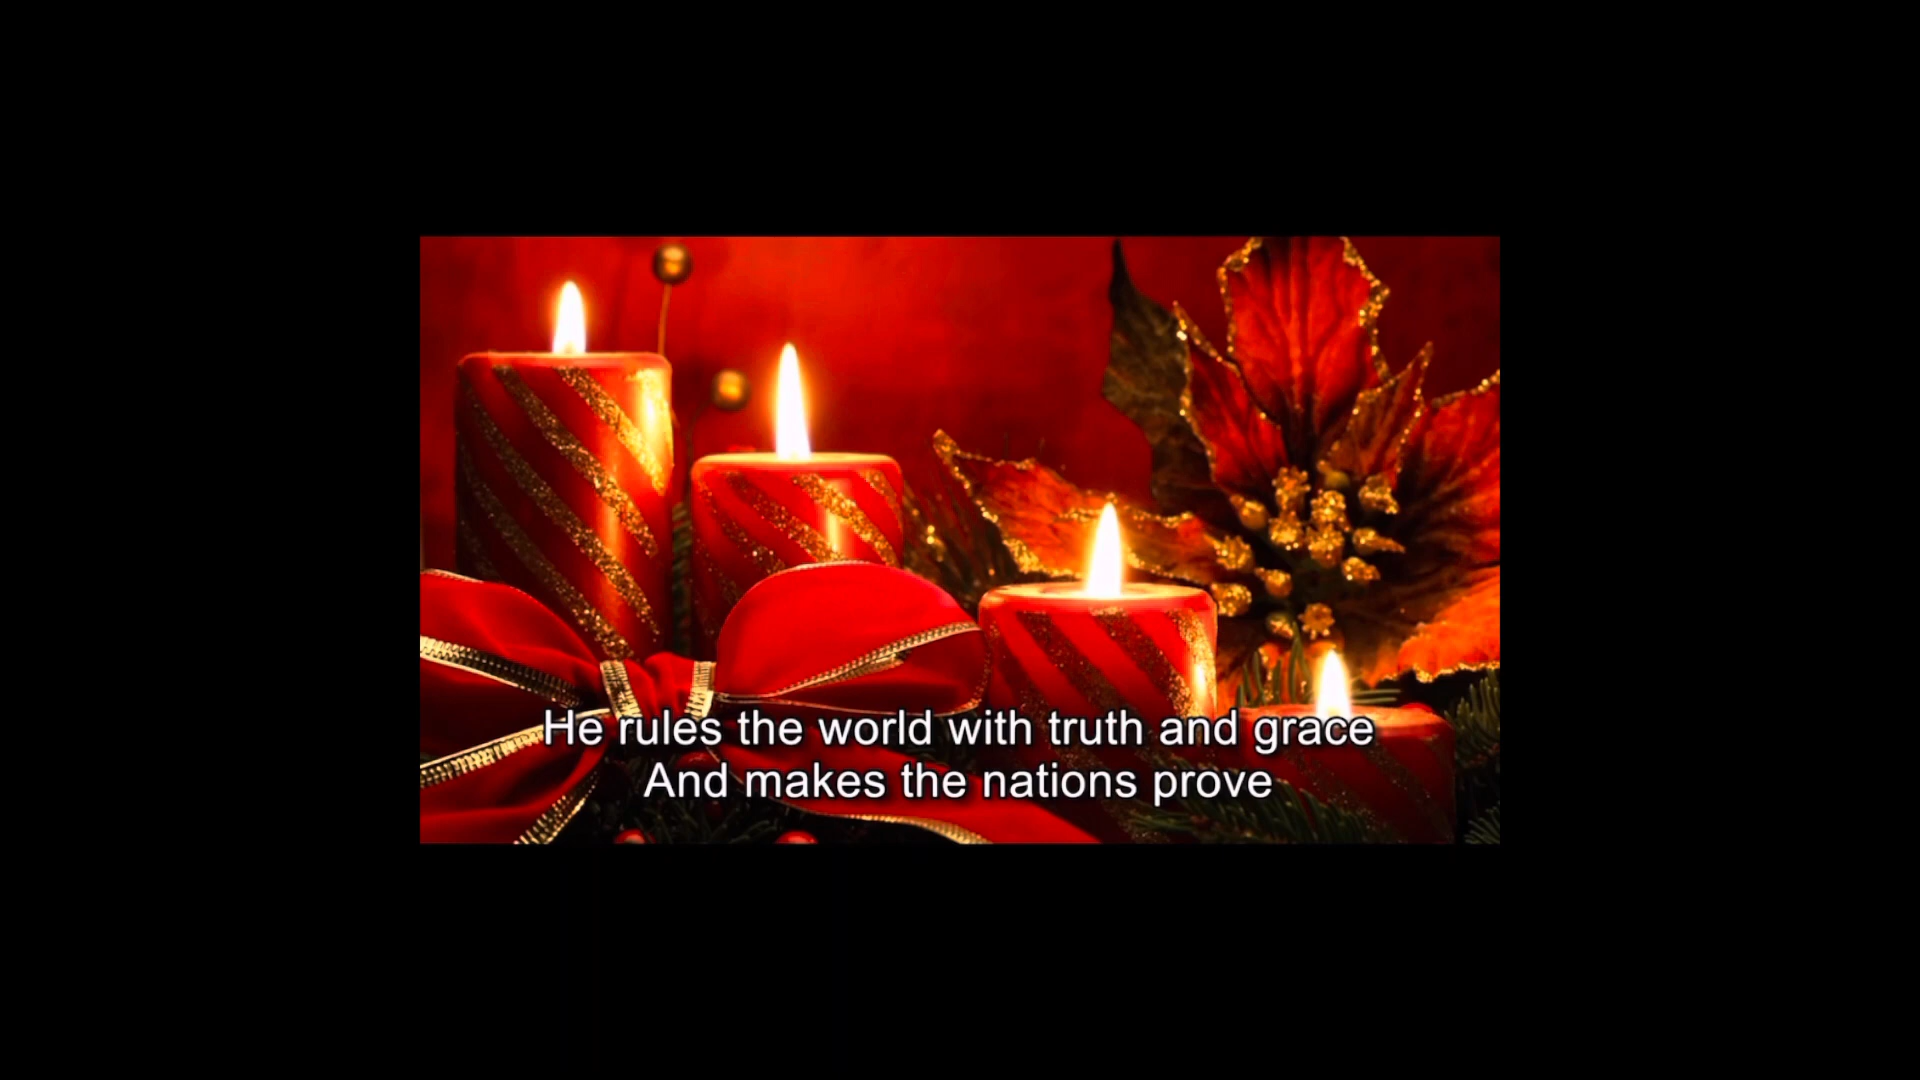 He rules the world with truth and grace
And makes the nations prove